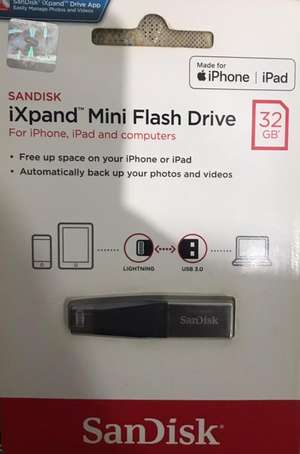 SanDisk® iXpand™ Drive App
Easily Manage Photos and Videos
Made for
iPhone | iPad
SANDISK
iXpand™ Mini Flash Drive
For iPhone, iPad and computers
32
GB*
• Free up space on your iPhone or iPad
• Automatically back up your photos and videos
LIGHTNING
USB 3.0
SanDisk
SanDisk®